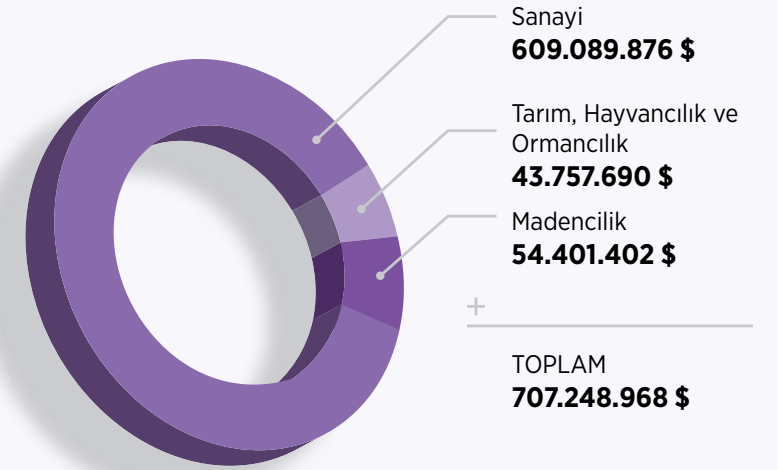 Sanayi
609.089.876 $
Tarım, Hayvancılık ve
Ormancılık
43.757.690 $
Madencilik
54.401.402 $
+
TOPLAM
707.248.968 $